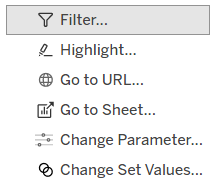 Filter...
Highlight...
Go to URL...
Go to Sheet...
Change Parameter...
Change Set Values...